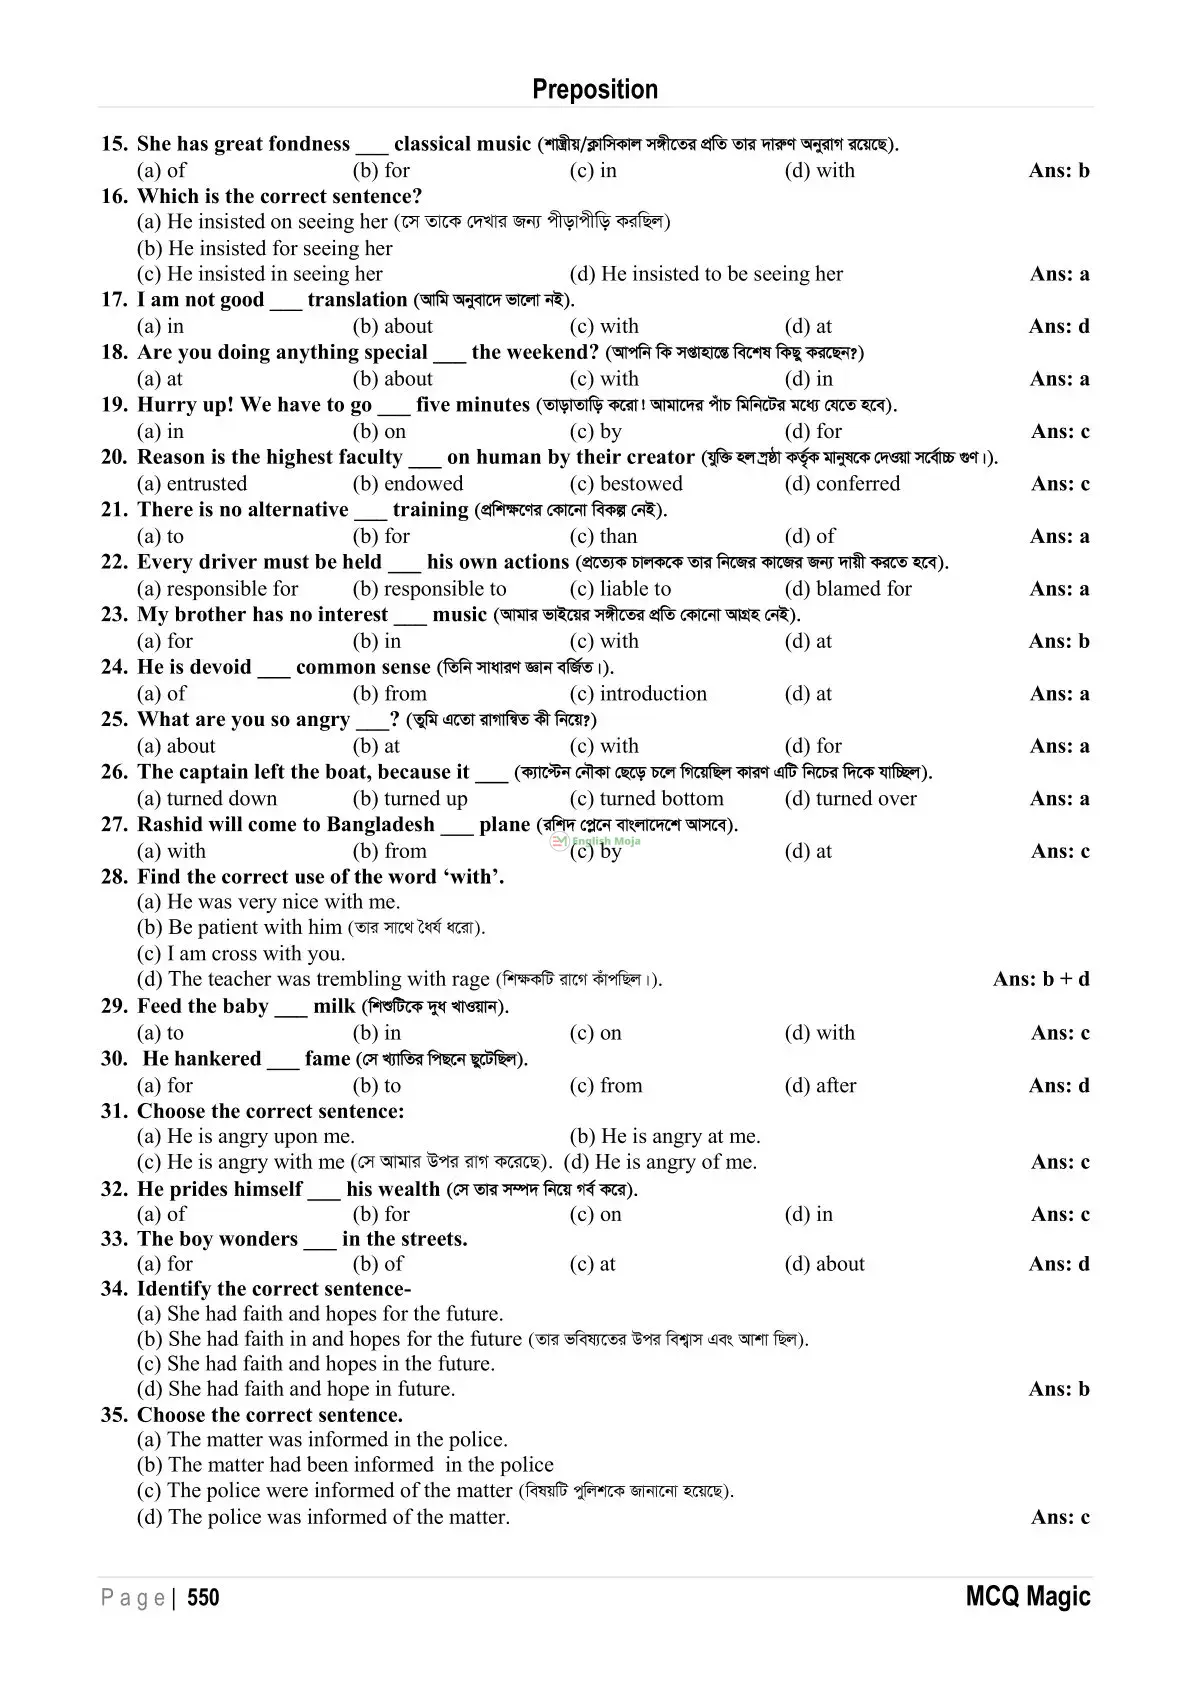 Preposition
15. She has great fondness ___ classical music (শাস্ত্রীয়/ক্লাসিকাল সঙ্গীতের প্রতি তার দারুণ অনুরাগ রয়েছে).
(a) of (b) for (c) in (d) with Ans: b
16. Which is the correct sentence?
(a) He insisted on seeing her (সে তাকে দেখার জন্য পীড়াপীড়ি করছিল)
(b) He insisted for seeing her
(c) He insisted in seeing her (d) He insisted to be seeing her Ans: a
17. I am not good ___ translation (আমি অনুবাদে ভালো নই).
(a) in (b) about (c) with (d) at Ans: d
18. Are you doing anything special ___ the weekend? (আপনি কি সপ্তাহান্তে বিশেষ কিছু করছেন?)
(a) at (b) about (c) with (d) in Ans: a
19. Hurry up! We have to go ___ five minutes (তাড়াতাড়ি করো! আমাদের পাঁচ মিনিটের মধ্যে যেতে হবে).
(a) in (b) on (c) by (d) for Ans: c
20. Reason is the highest faculty ___ on human by their creator (যুক্তি হল স্রষ্ঠা কর্তৃক মানুষকে দেওয়া সর্বোচ্চ গুণ।).
(a) entrusted (b) endowed (c) bestowed (d) conferred Ans: c
21. There is no alternative ___ training (প্রশিক্ষণের কোনো বিকল্প নেই).
(a) to (b) for (c) than (d) of Ans: a
22. Every driver must be held ___ his own actions (প্রত্যেক চালককে তার নিজের কাজের জন্য দায়ী করতে হবে).
(a) responsible for (b) responsible to (c) liable to (d) blamed for Ans: a
23. My brother has no interest ___ music (আমার ভাইয়ের সঙ্গীতের প্রতি কোনো আগ্রহ নেই).
(a) for (b) in (c) with (d) at Ans: b
24. He is devoid ___ common sense (তিনি সাধারণ জ্ঞান বর্জিত।).
(a) of (b) from (c) introduction (d) at Ans: a
25. What are you so angry ___? (তুমি এতো রাগান্বিত কী নিয়ে?)
(a) about (b) at (c) with (d) for Ans: a
26. The captain left the boat, because it ___ (ক্যাপ্টেন নৌকা ছেড়ে চলে গিয়েছিল কারণ এটি নিচের দিকে যাচ্ছিল).
(a) turned down (b) turned up (c) turned bottom (d) turned over Ans: a
27. Rashid will come to Bangladesh ___ plane (রশিদ প্লেনে বাংলাদেশে আসবে).
English Moja
(a) with (b) from (c) by (d) at Ans: c
28. Find the correct use of the word ‘with’.
(a) He was very nice with me.
(b) Be patient with him (তার সাথে ধৈর্য ধরো).
(c) I am cross with you.
(d) The teacher was trembling with rage (শিক্ষকটি রাগে কাঁপছিল।). Ans: b + d
29. Feed the baby ___ milk (শিশুটিকে দুধ খাওয়ান).
(a) to (b) in (c) on (d) with Ans: c
30. He hankered ___ fame (সে খ্যাতির পিছনে ছুটেছিল).
(a) for (b) to (c) from (d) after Ans: d
31. Choose the correct sentence:
(a) He is angry upon me. (b) He is angry at me.
(c) He is angry with me (সে আমার উপর রাগ করেছে). (d) He is angry of me. Ans: c
32. He prides himself ___ his wealth (সে তার সম্পদ নিয়ে গর্ব করে).
(a) of (b) for (c) on (d) in Ans: c
33. The boy wonders ___ in the streets.
(a) for (b) of (c) at (d) about Ans: d
34. Identify the correct sentence-
(a) She had faith and hopes for the future.
(b) She had faith in and hopes for the future (তার ভবিষ্যতের উপর বিশ্বাস এবং আশা ছিল).
(c) She had faith and hopes in the future.
(d) She had faith and hope in future. Ans: b
35. Choose the correct sentence.
(a) The matter was informed in the police.
(b) The matter had been informed in the police
(c) The police were informed of the matter (বিষয়টি পুলিশকে জানানো হয়েছে).
(d) The police was informed of the matter. Ans: c
Page| 550 MCQ Magic